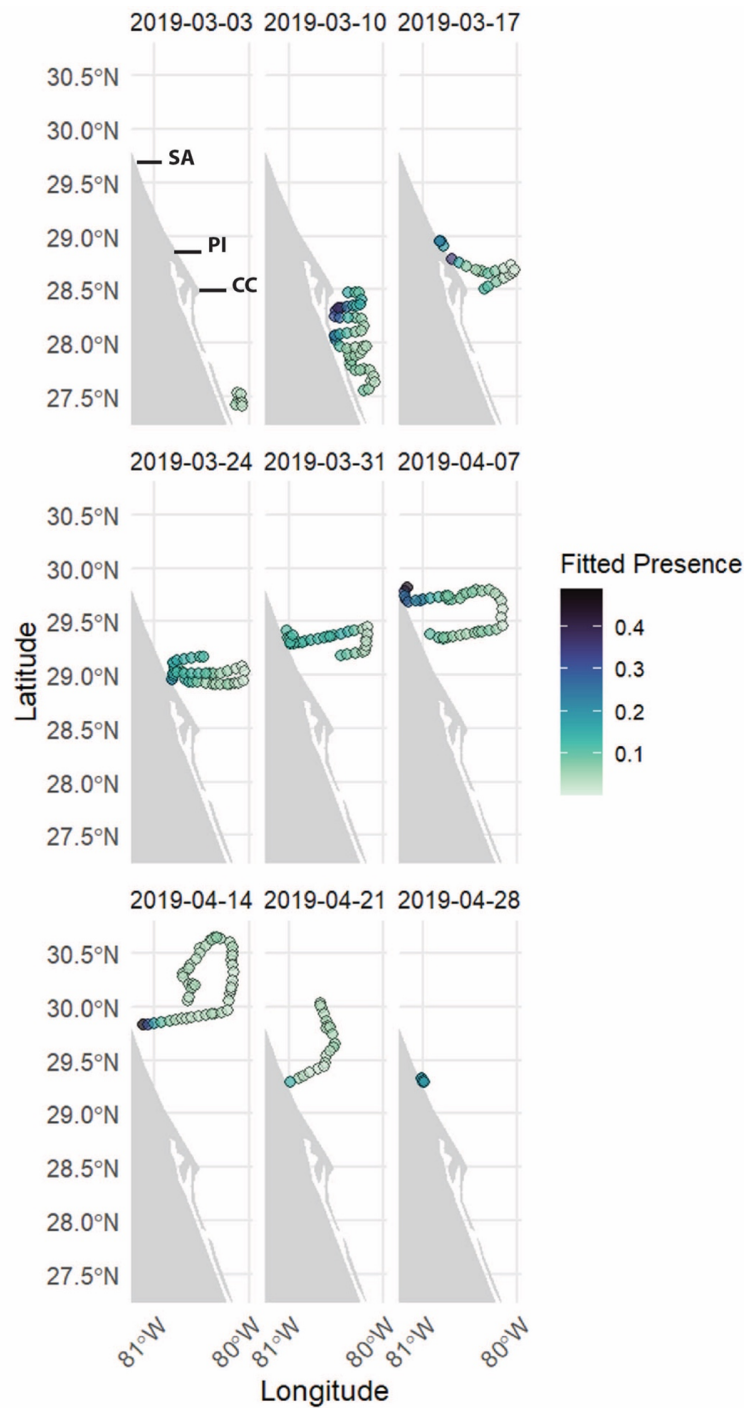 2019-03-03 2019-03-10 2019-03-17
30.5°N
30.0°N
SA
29.5°N
29.0°N
PI
28.5°N
CC
28.0°N
27.5°N
2019-03-24 2019-03-31 2019-04-07
30.5°N
30.0°N
29.5°N
29.0°N
28.5°N
28.0°N
27.5°N
Latitude
Fitted Presence
0.4
0.3
0.2
0.1
2019-04-14 2019-04-21 2019-04-28
30.5°N
30.0°N
29.5°N
29.0°N
28.5°N
28.0°N
27.5°N
81°W 80°W 81°W 80°W 81°W 80°W
Longitude